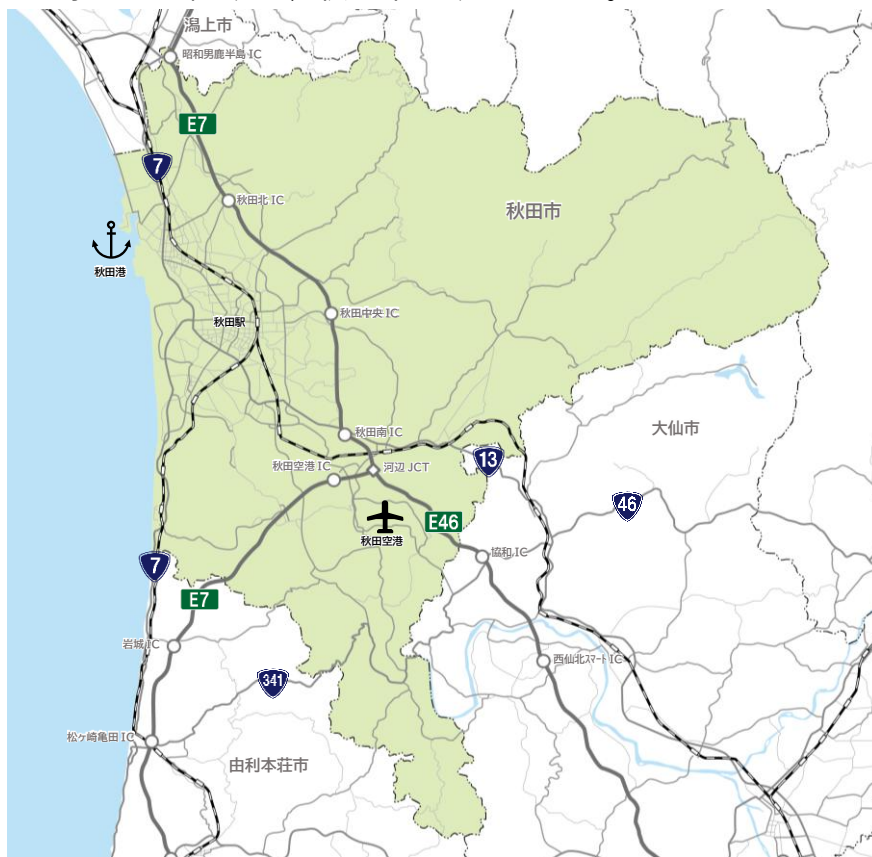 潟上市
昭和男鹿半島 IC
E7
7
秋田北 IC
秋田市
秋田港
秋田中央 IC
秋田駅
秋田南 IC
大仙市
秋田空港 IC
河辺 JCT
13
46
E46
秋田空港
協和 IC
7
E7
岩城 IC
西仙北スマート IC
341
松ヶ崎亀田 IC
由利本荘市